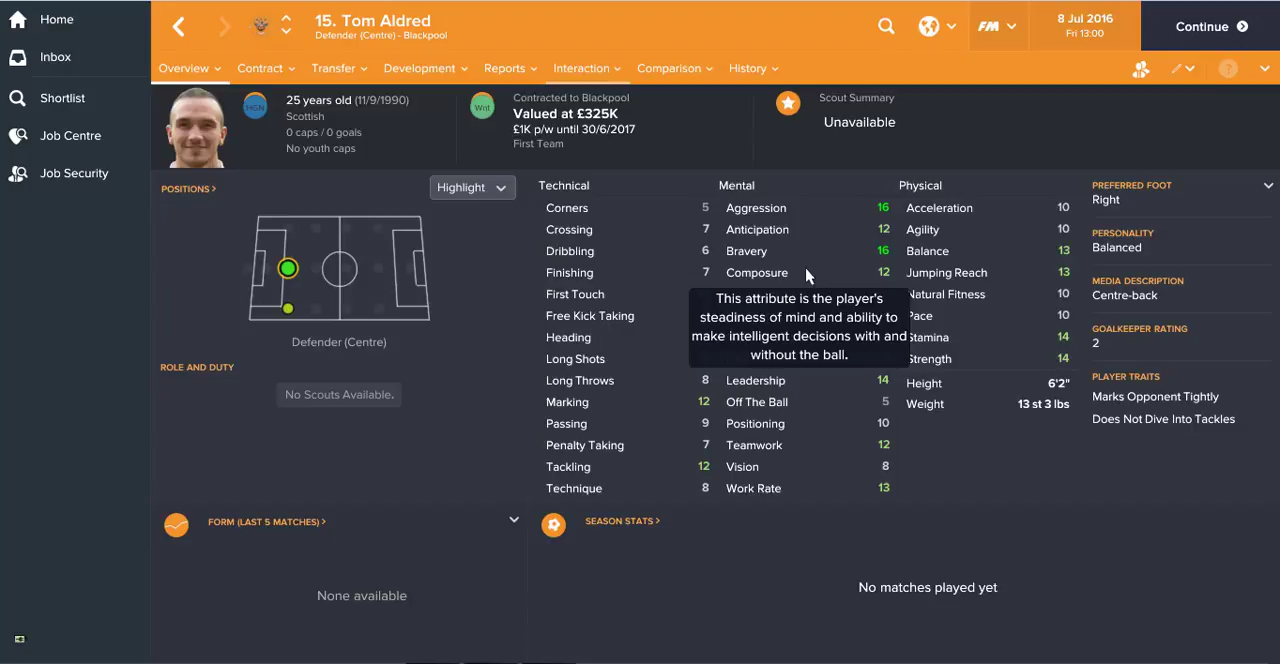 Home
Inbox
Shortlist
Job Centre
Job Security
15. Tom Aldred
Defender (Centre) - Blackpool
FM
8 Jul 2016
Fri 13:00
Continue
Overview
Contract
Transfer
Development
Reports
Interaction
Comparison
History
HGN
25 years old (11/9/1990)
Scottish
0 caps / 0 goals
No youth caps
Wnt
Contracted to Blackpool
Valued at £325K
£1K p/w until 30/6/2017
First Team
Scout Summary
Unavailable
POSITIONS >
Highlight
Defender (Centre)
ROLE AND DUTY
No Scouts Available.
Technical
Corners 5
Crossing 7
Dribbling 6
Finishing 7
First Touch
Free Kick Taking
Heading
Long Shots
Long Throws 8
Marking 12
Passing 9
Penalty Taking 7
Tackling 12
Technique 8
Mental
Aggression 16
Anticipation 12
Bravery 16
Composure 12
This attribute is the player's
steadiness of mind and ability to
make intelligent decisions with and
without the ball.
Leadership 14
Off The Ball 5
Positioning 10
Teamwork 12
Vision 8
Work Rate 13
Physical
Acceleration 10
Agility 10
Balance 13
Jumping Reach 13
Natural Fitness 10
Pace 10
Stamina 14
Strength 14
Height 6'2"
Weight 13 st 3 lbs
PREFERRED FOOT
Right
PERSONALITY
Balanced
MEDIA DESCRIPTION
Centre-back
GOALKEEPER RATING
2
PLAYER TRAITS
Marks Opponent Tightly
Does Not Dive Into Tackles
FORM (LAST 5 MATCHES) >
None available
SEASON STATS >
No matches played yet